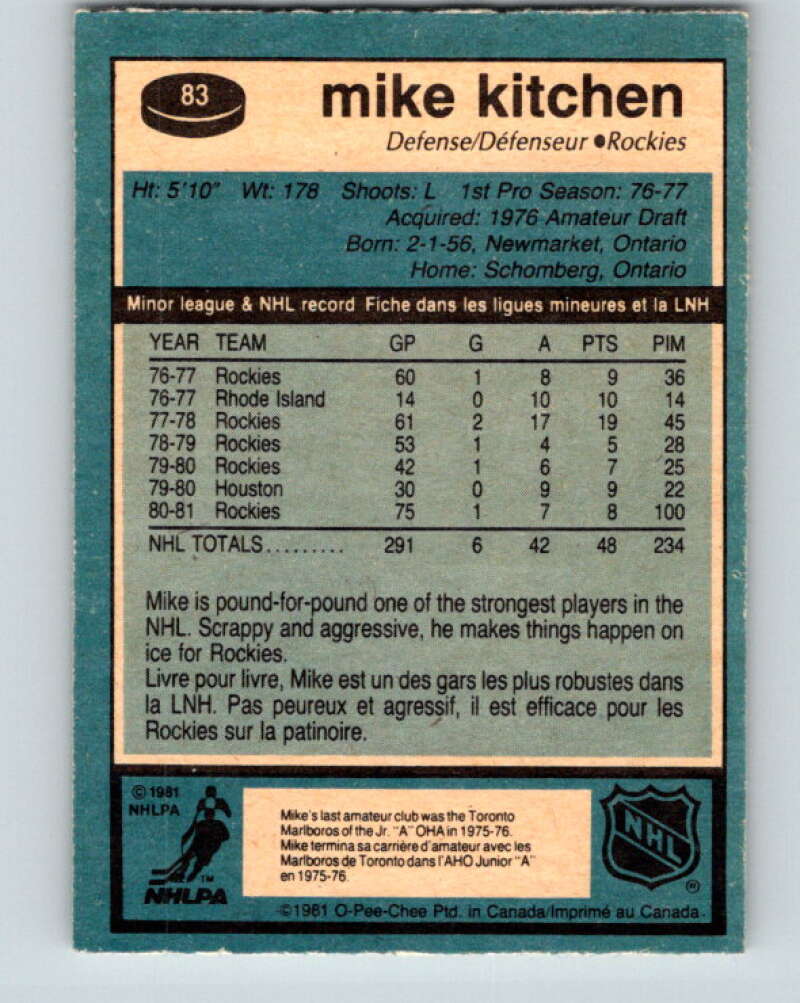 83
mike kitchen
Defense/Défenseur ●Rockies
Ht: 5'10" Wt: 178 Shoots: L 1st Pro Season: 76-77
Acquired: 1976 Amateur Draft
Born: 2-1-56, Newmarket, Ontario
Home: Schomberg, Ontario
Minor league & NHL record Fiche dans les ligues mineures et la LNH
YEAR TEAM GP G A PTS PIM
76-77 Rockies 60 1 8 9 36
76-77 Rhode Island 14 0 10 10 14
77-78 Rockies 61 2 17 19 45
78-79 Rockies 53 1 4 5 28
79-80 Rockies 42 1 6 7 25
79-80 Houston 30 0 9 9 22
80-81 Rockies 75 1 7 8 100
NHL TOTALS......... 291 6 42 48 234
Mike is pound-for-pound one of the strongest players in the
NHL. Scrappy and aggressive, he makes things happen on
ice for Rockies.
Livre pour livre, Mike est un des gars les plus robustes dans
la LNH. Pas peureux et agressif, il est efficace pour les
Rockies sur la patinoire.
©1981
NHLPA
TM
NHLPA
Mike's last amateur club was the Toronto
Marlboros of the Jr. "A" OHA in 1975-76.
Mike termina sa carrière d'amateur avec les
Marlboros de Toronto dans l'AHO Junior "A"
en 1975-76.
NHL
®
©1981 O-Pee-Chee Ptd. in Canada/Imprimé au Canada